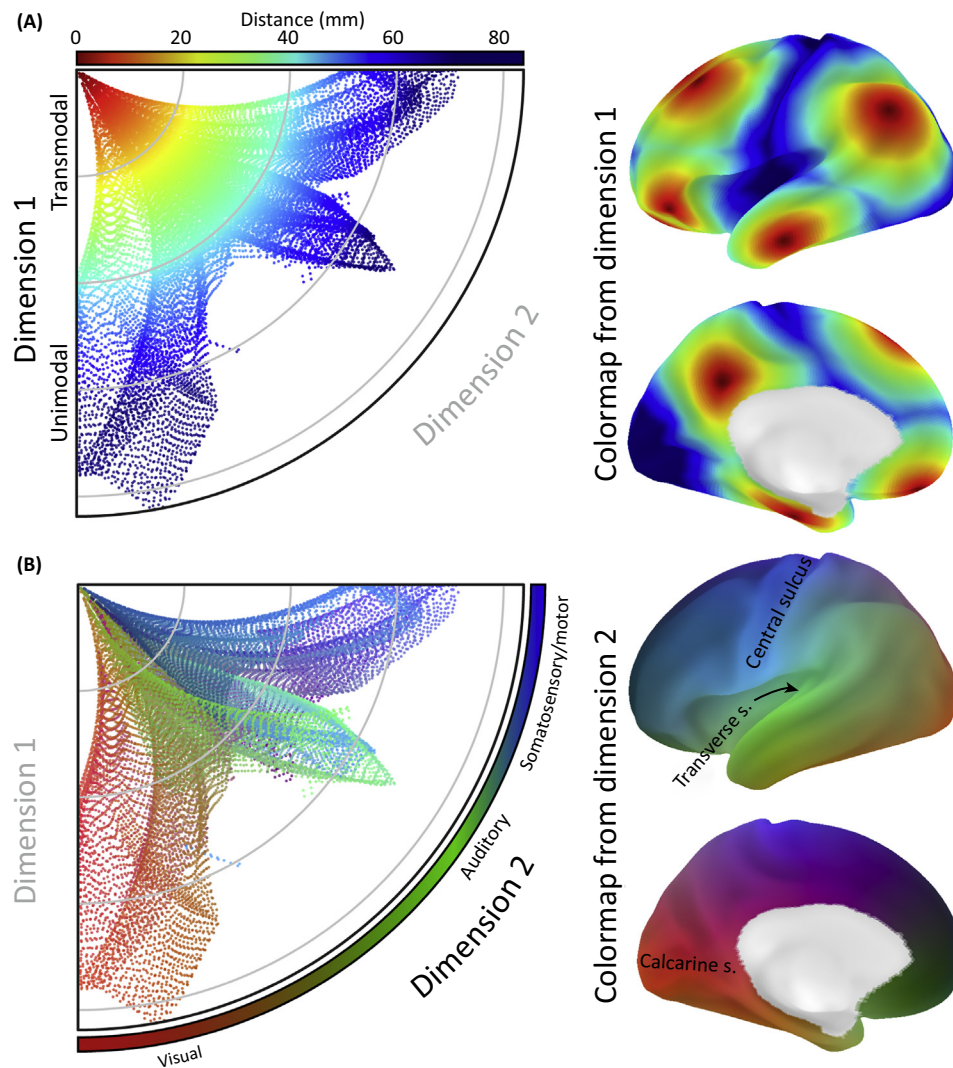 (A)
Distance (mm)
0 20 40 60 80
Dimension 1
Transmodal
Unimodal
Dimension 2
Colormap from dimension 1
(B)
Dimension 1
Somatosensory/motor
Auditory
Visual
Dimension 2
Colormap from dimension 2
Central sulcus
Transverse s.
Calcarine s.